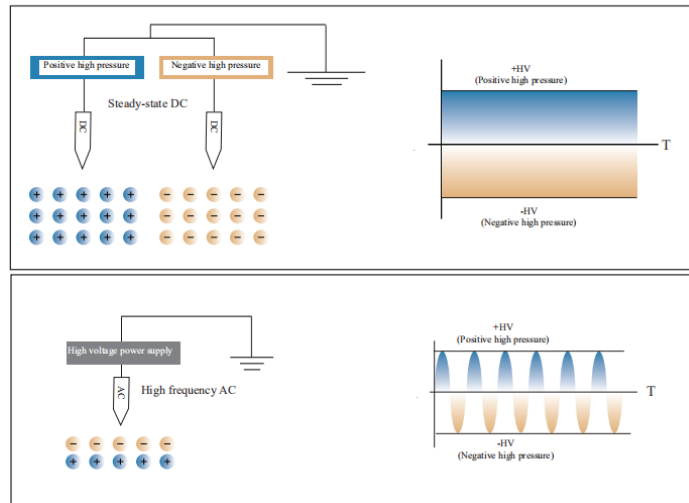 Positive high pressure
Negative high pressure
Steady-state DC
DC
DC
+ + + + +
+ + + + +
+ + + + +
− − − − −
− − − − −
− − − − −
+HV
(Positive high pressure)
T
-HV
(Negative high pressure)
High voltage power supply
AC
High frequency AC
− − − − −
+ + + + +
+HV
(Positive high pressure)
T
-HV
(Negative high pressure)